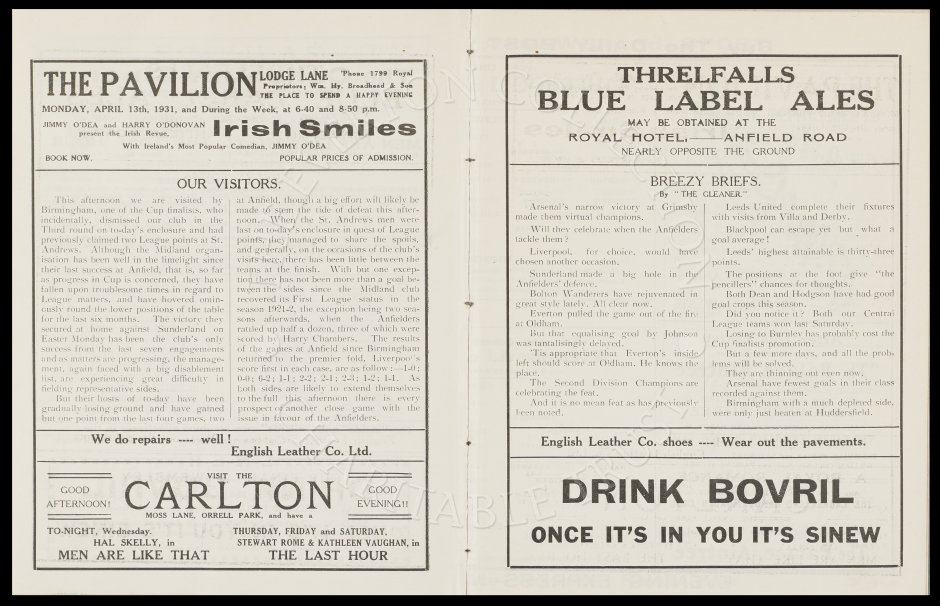 THE PAVILION
LODGE LANE 'Phone 1799 Royal
Proprietors; Wm. Hy. Broadhead & Son
THE PLACE TO SPEND A HAPPY EVENING
MONDAY, APRIL 13th, 1931, and During the Week, at 6-40 and 8-50 p.m.
JIMMY O'DEA and HARRY O'DONOVAN
present the Irish Revue,
Irish Smiles
With Ireland's Most Popular Comedian, JIMMY O'DEA
BOOK NOW. POPULAR PRICES OF ADMISSION.
OUR VISITORS.
This afternoon we are visited by
Birmingham, one of the Cup finalists, who
incidentally, dismissed our club in the
Third round on to-day's enclosure and had
previously claimed two League points at St.
Andrews. Although the Midland organ-
isation has been well in the limelight since
their last success at Anfield, that is, so far
as progress in Cup is concerned, they have
fallen upon troublesome times in regard to
League matters, and have hovered omin-
ously round the lower positions of the table
for the last six months. The victory they
secured at home against Sunderland on
Easter Monday has been the club's only
success from the last seven engagements
and as matters are progressing, the manage-
ment, again faced with a big disablement
list, are experiencing great difficulty in
fielding representative sides.
But their hosts of to-day have been
gradually losing ground and have gained
but one point from the last four games, two
at Anfield, though a big effort will likely be
made to stem the tide of defeat this after-
noon. When the St. Andrews men were
last on to-day's enclosure in quest of League
points, they managed to share the spoils,
and generally, on the occasions of the club's
visits here, there has been little between the
teams at the finish. With but one excep-
tion there has not been more than a goal be-
tween the sides since the Midland club
recovered its First League status in the
season 1921-2, the exception being two sea-
sons afterwards, when the Anfielders
rattled up half a dozen, three of which were
scored by Harry Chambers. The results
of the games at Anfield since Birmingham
returned to the premier fold, Liverpool's
score first in each case, are as follow:—1-0;
0-0; 6-2; 1-1; 2-2; 2-1; 2-3; 1-2; 1-1. As
both sides are likely to extend themselves
to the full this afternoon there is every
prospect of another close game with the
issue in favour of the Anfielders.
We do repairs ---- well!
English Leather Co. Ltd.
GOOD
AFTERNOON!
VISIT THE
CARLTON
MOSS LANE, ORRELL PARK, and have a
GOOD
EVENING!!
TO-NIGHT, Wednesday.
HAL SKELLY, in
MEN ARE LIKE THAT
THURSDAY, FRIDAY and SATURDAY,
STEWART ROME & KATHLEEN VAUGHAN, in
THE LAST HOUR
THRELFALLS
BLUE LABEL ALES
MAY BE OBTAINED AT THE
ROYAL HOTEL, ANFIELD ROAD
NEARLY OPPOSITE THE GROUND
BREEZY BRIEFS.
By "THE GLEANER."
Arsenal's narrow victory at Grimsby
made them virtual champions.
Will they celebrate when the Anfielders
tackle them?
Liverpool, for choice, would have
chosen another occasion.
Sunderland made a big hole in the
Anfielders' defence.
Bolton Wanderers have rejuvenated in
great style lately. All clear now.
Everton pulled the game out of the fire
at Oldham.
But that equalising goal by Johnson
was tantalisingly delayed.
'Tis appropriate that Everton's inside
left should score at Oldham. He knows the
place.
The Second Division Champions are
celebrating the feat.
And it is no mean feat as has previously
been noted.
Leeds United complete their fixtures
with visits from Villa and Derby.
Blackpool can escape yet but what a
goal average!
Leeds' highest attainable is thirty-three
points.
The positions at the foot give "the
pencillers" chances for thoughts.
Both Dean and Hodgson have had good
goal crops this season.
Did you notice it? Both our Central
League teams won last Saturday.
Losing to Burnley has probably cost the
Cup finalists promotion.
But a few more days, and all the prob-
lems will be solved.
They are thinning out even now.
Arsenal have fewest goals in their class
recorded against them.
Birmingham with a much depleted side,
were only just beaten at Huddersfield.
English Leather Co. shoes ---- Wear out the pavements.
DRINK BOVRIL
ONCE IT'S IN YOU IT'S SINEW